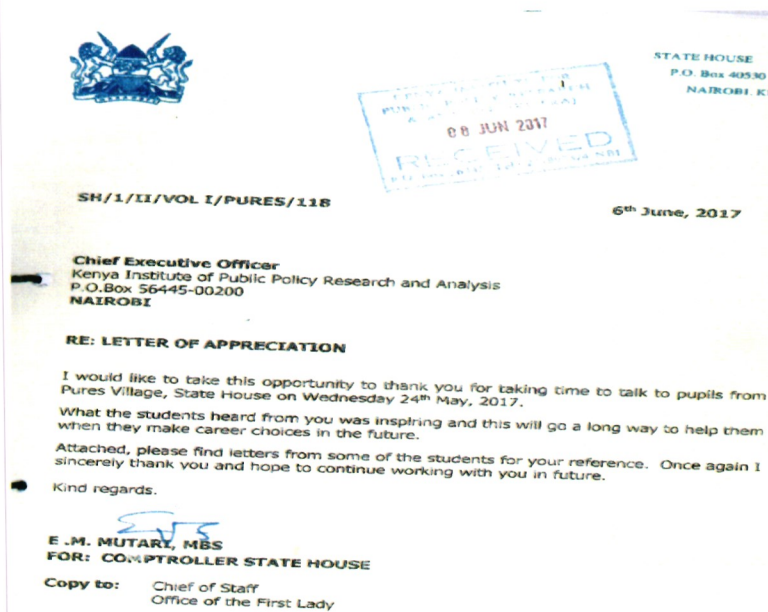 STATE HOUSE
P.O. Box 40530
NAIROBI. K
08 JUN 2017
RECEIVED
SH/1/II/VOL I/PURES/118
6th June, 2017
Chief Executive Officer
Kenya Institute of Public Policy Research and Analysis
P.O.Box 56445-00200
NAIROBI
RE: LETTER OF APPRECIATION
I would like to take this opportunity to thank you for taking time to talk to pupils from
Pures Village, State House on Wednesday 24th May, 2017.
What the students heard from you was inspiring and this will go a long way to help them
when they make career choices in the future.
Attached, please find letters from some of the students for your reference. Once again I
sincerely thank you and hope to continue working with you in future.
Kind regards.
E .M. MUTARI, MBS
FOR: COMPTROLLER STATE HOUSE
Copy to: Chief of Staff
Office of the First Lady